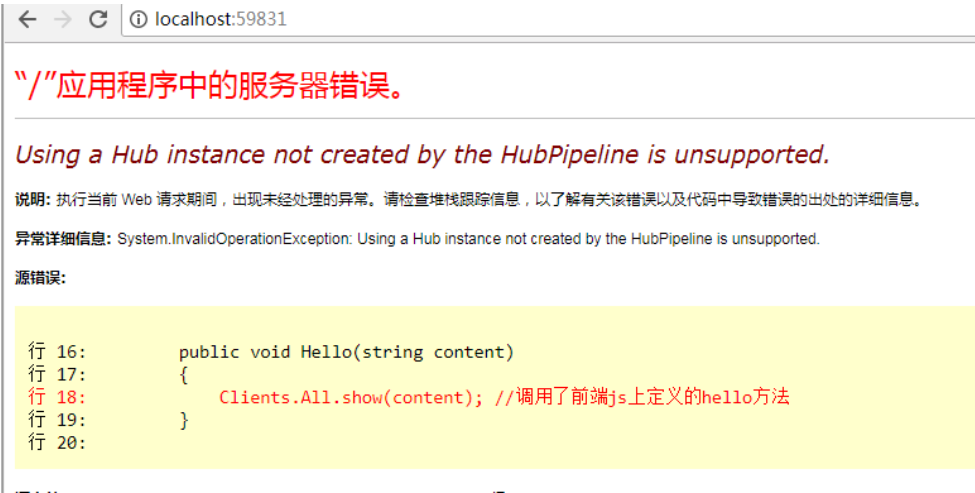 localhost:59831
“/”应用程序中的服务器错误。
Using a Hub instance not created by the HubPipeline is unsupported.
说明: 执行当前 Web 请求期间，出现未经处理的异常。请检查堆栈跟踪信息，以了解有关该错误以及代码中导致错误的出处的详细信息。
异常详细信息: System.InvalidOperationException: Using a Hub instance not created by the HubPipeline is unsupported.
源错误:
行 16:         public void Hello(string content)
行 17:         {
行 18:             Clients.All.show(content); //调用了前端js上定义的hello方法
行 19:         }
行 20: